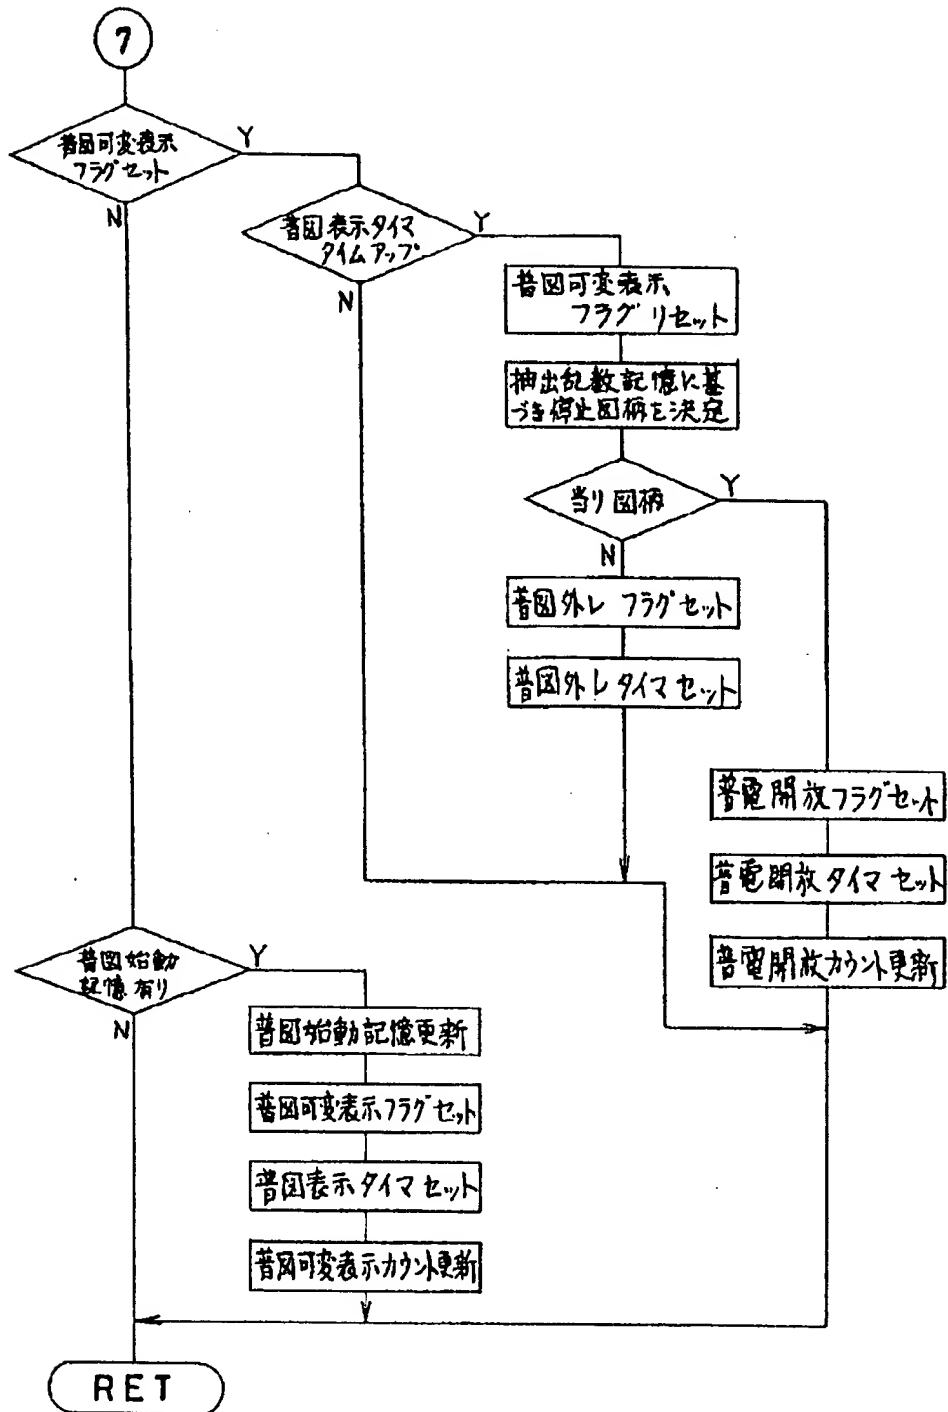 7
普図可変表示
フラグセット
Y
N
普図表示タイマ
タイムアップ
Y
N
普図可変表示
フラグリセット
抽出乱数記憶に基
づき停止図柄を決定
当り図柄
Y
N
普図外レフラグセット
普図外レタイマセット
普電開放フラグセット
普電開放タイマセット
普電開放カウント更新
普図始動
記憶有り
Y
N
普図始動記憶更新
普図可変表示フラグセット
普図表示タイマセット
普図可変表示カウント更新
RET